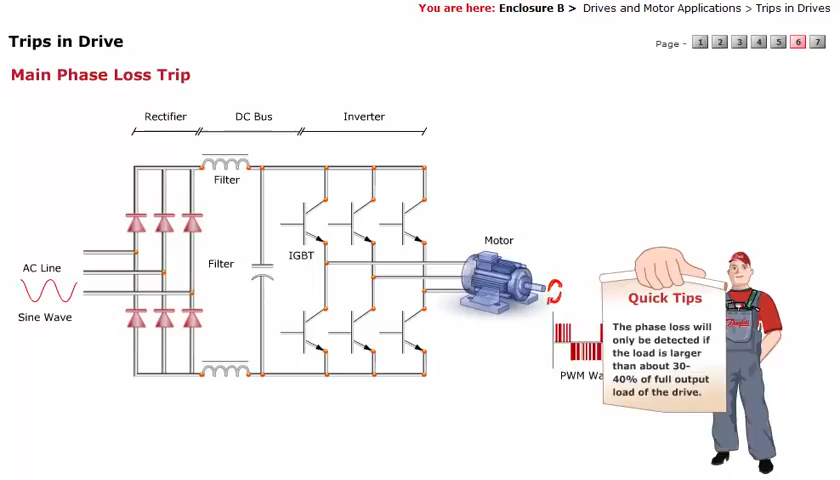 You are here: Enclosure B > Drives and Motor Applications > Trips in Drives
Trips in Drive
Page - 1 2 3 4 5 6 7
Main Phase Loss Trip
Rectifier DC Bus Inverter
Filter
Motor
IGBT
Filter
AC Line
Sine Wave
Quick Tips
The phase loss will
only be detected if
the load is larger
than about 30-
40% of full output
load of the drive.
Danfoss
PWM Wa